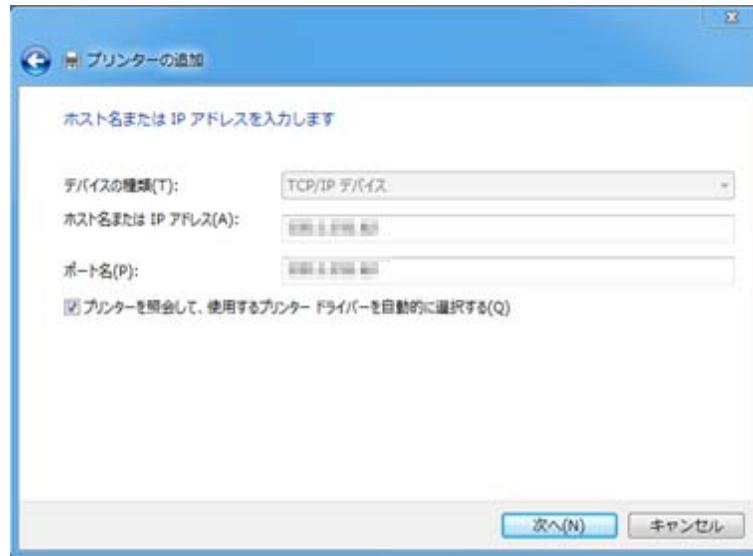 プリンターの追加
ホスト名または IP アドレスを入力します
デバイスの種類(T):
TCP/IP デバイス
ホスト名または IP アドレス(A):
ポート名(P):
プリンターを照会して、使用するプリンター ドライバーを自動的に選択する(Q)
次へ(N)
キャンセル